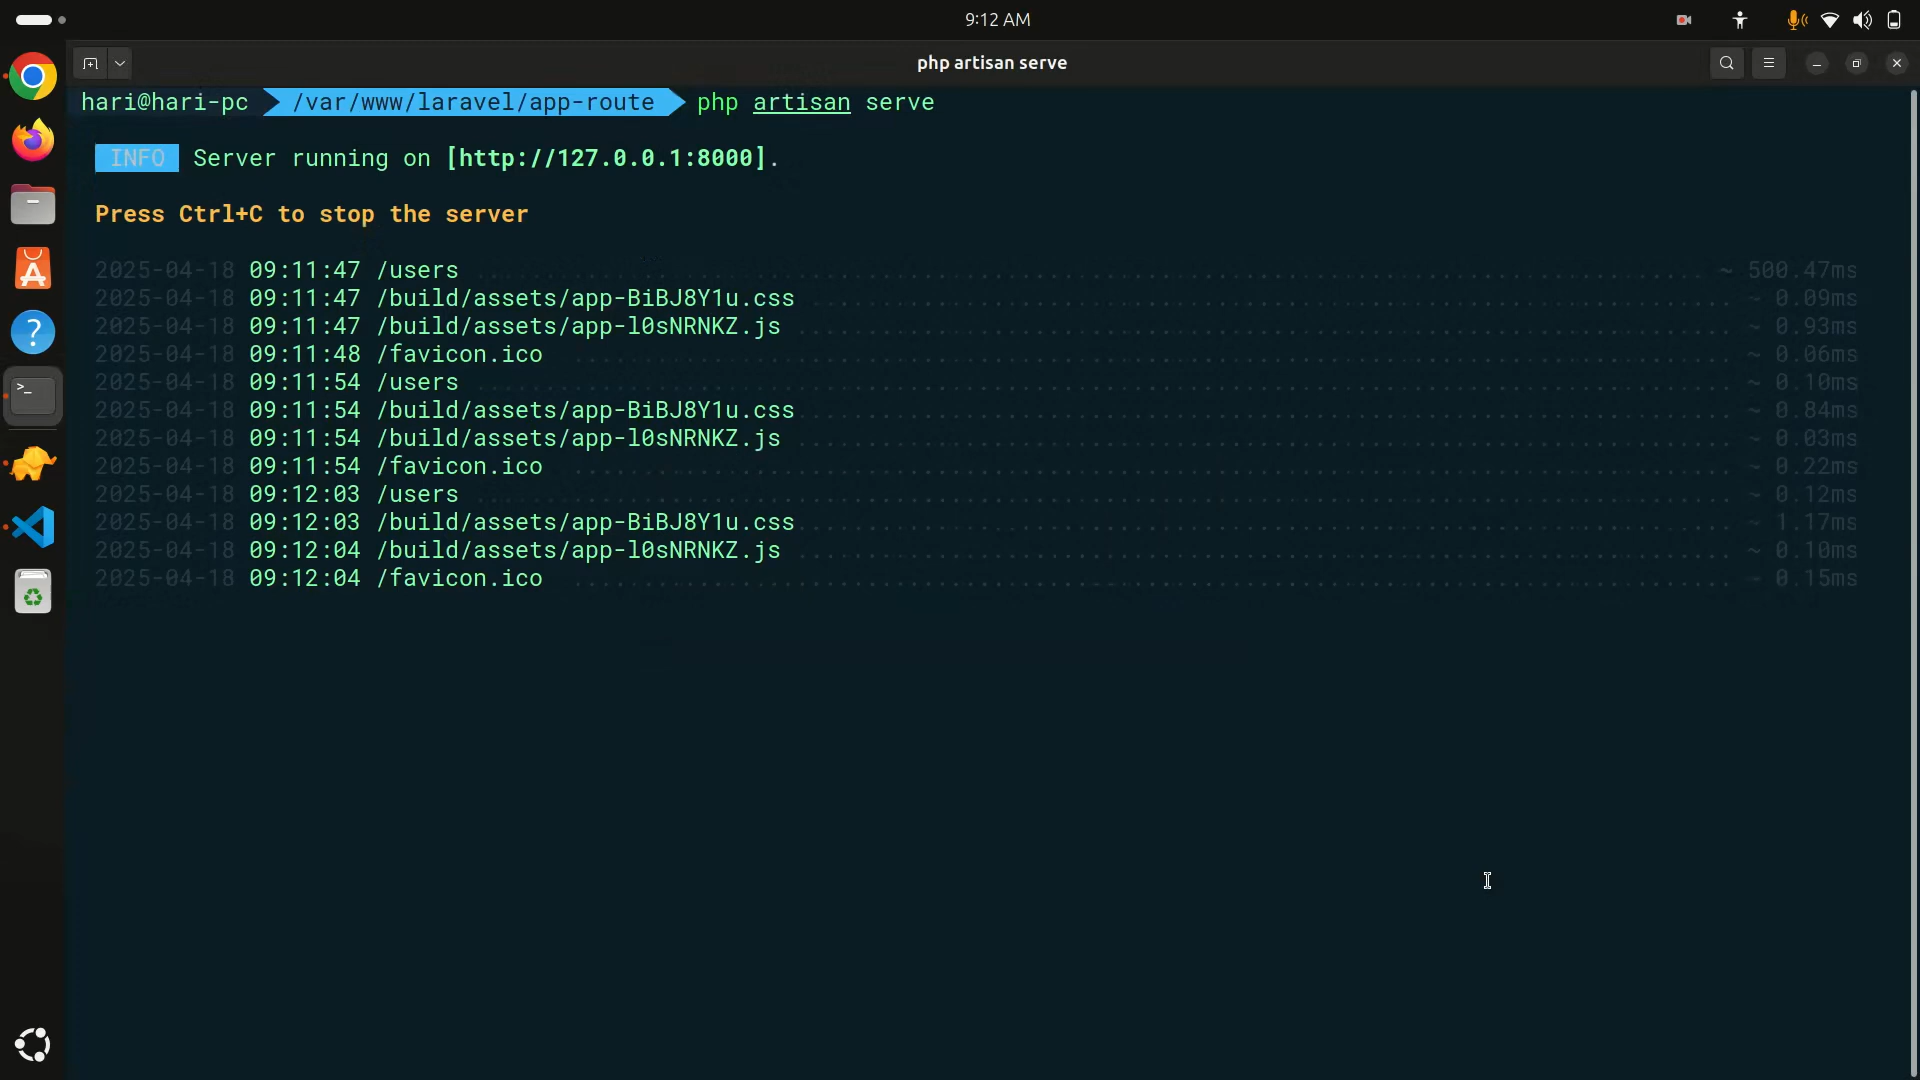 9:12 AM
php artisan serve
hari@hari-pc /var/www/laravel/app-route php artisan serve
INFO Server running on [http://127.0.0.1:8000].
Press Ctrl+C to stop the server
2025-04-18 09:11:47 /users ~ 500.47ms
2025-04-18 09:11:47 /build/assets/app-BiBJ8Y1u.css ~ 0.09ms
2025-04-18 09:11:47 /build/assets/app-l0sNRNKZ.js ~ 0.93ms
2025-04-18 09:11:48 /favicon.ico ~ 0.06ms
2025-04-18 09:11:54 /users ~ 0.10ms
2025-04-18 09:11:54 /build/assets/app-BiBJ8Y1u.css ~ 0.84ms
2025-04-18 09:11:54 /build/assets/app-l0sNRNKZ.js ~ 0.03ms
2025-04-18 09:11:54 /favicon.ico ~ 0.22ms
2025-04-18 09:12:03 /users ~ 0.12ms
2025-04-18 09:12:03 /build/assets/app-BiBJ8Y1u.css ~ 1.17ms
2025-04-18 09:12:04 /build/assets/app-l0sNRNKZ.js ~ 0.10ms
2025-04-18 09:12:04 /favicon.ico ~ 0.15ms